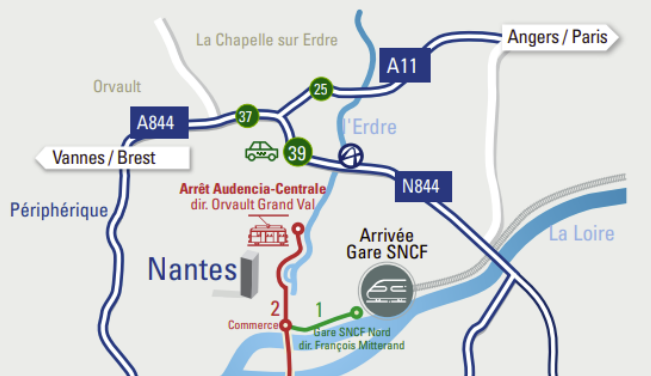 La Chapelle sur Erdre
Angers / Paris
A11
Orvault
25
37
A844
l'Erdre
39
Vannes / Brest
N844
Arrêt Audencia-Centrale
dir. Orvault Grand Val
Périphérique
Arrivée
Gare SNCF
La Loire
Nantes
2
1
Commerce
Gare SNCF Nord
dir. François Mitterand